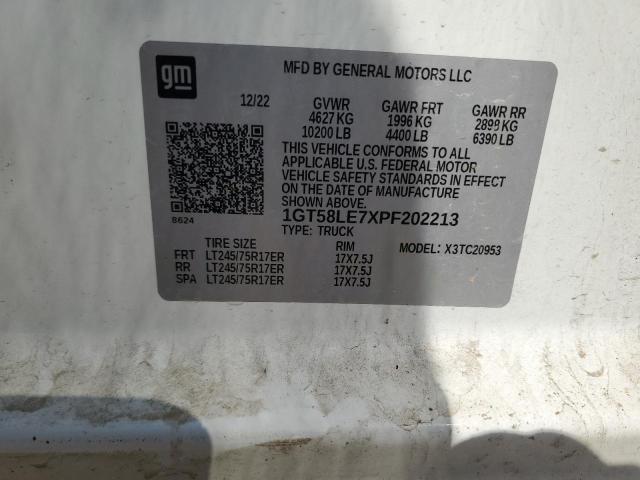 gm
MFD BY GENERAL MOTORS LLC
12/22 GVWR GAWR FRT GAWR RR
4627 KG 1996 KG 2898 KG
10200 LB 4400 LB 6390 LB
THIS VEHICLE CONFORMS TO ALL
APPLICABLE U.S. FEDERAL MOTOR
VEHICLE SAFETY STANDARDS IN EFFECT
ON THE DATE OF MANUFACTURE
SHOWN ABOVE.
8624
1GT58LE7XPF202213
TYPE: TRUCK
TIRE SIZE RIM MODEL: X3TC20953
FRT LT245/75R17ER 17X7.5J
RR LT245/75R17ER 17X7.5J
SPA LT245/75R17ER 17X7.5J